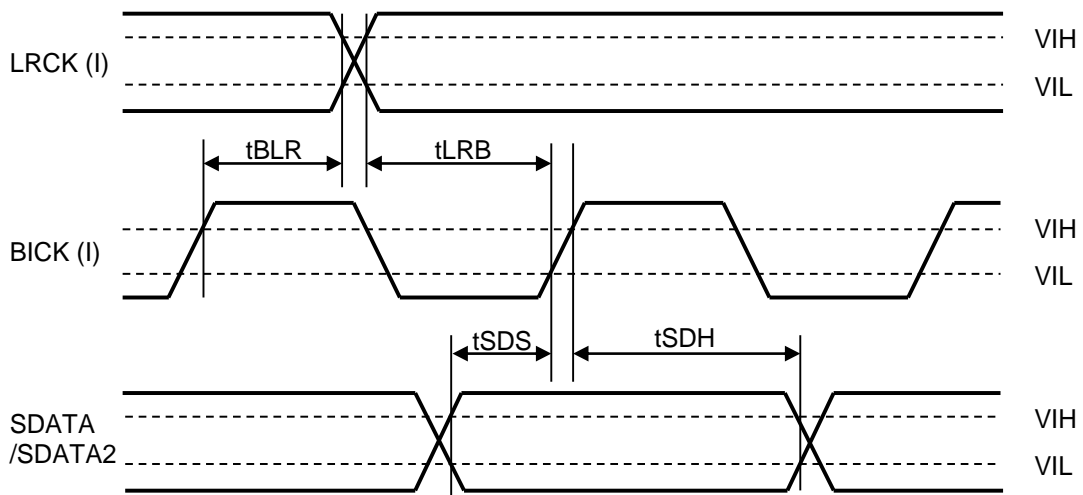 LRCK (I)
VIH
VIL
tBLR
tLRB
BICK (I)
VIH
VIL
tSDS
tSDH
SDATA
/SDATA2
VIH
VIL